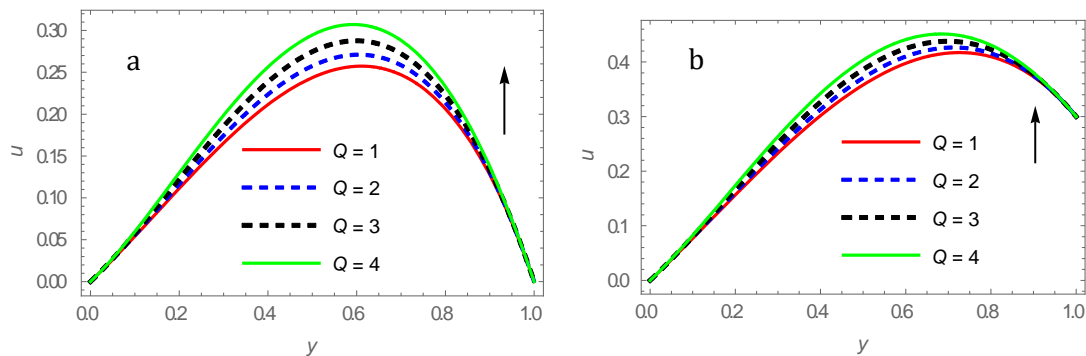 a
u
0.30
0.25
0.20
0.15
0.10
0.05
0.00
Q = 1
Q = 2
Q = 3
Q = 4
0.0 0.2 0.4 0.6 0.8 1.0
y
b
u
0.4
0.3
0.2
0.1
0.0
Q = 1
Q = 2
Q = 3
Q = 4
0.0 0.2 0.4 0.6 0.8 1.0
y